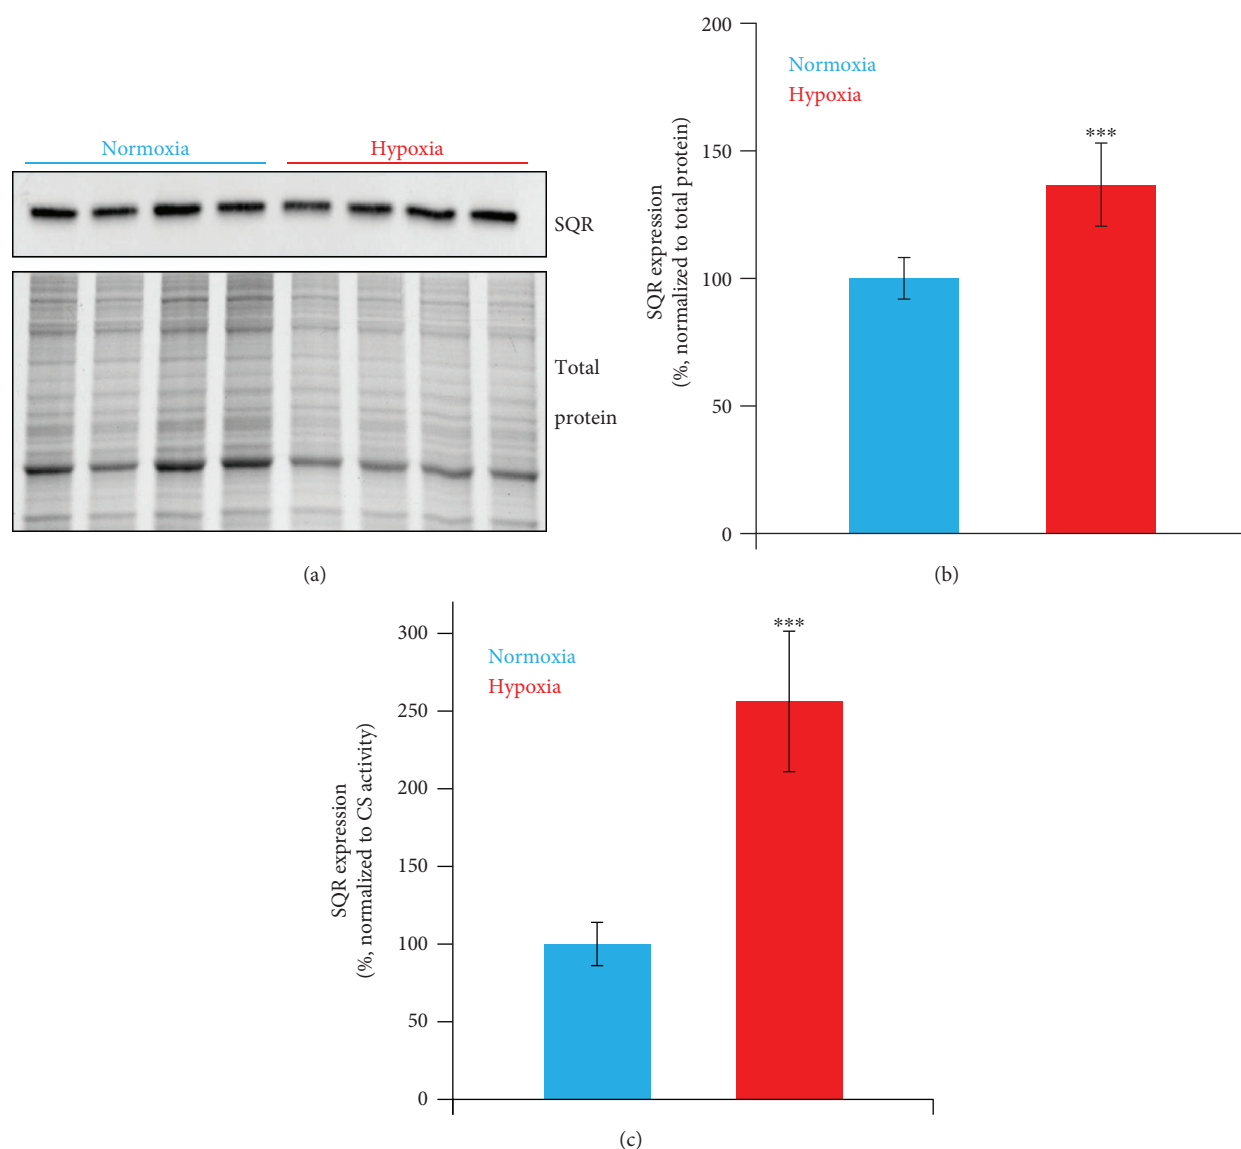 Normoxia
Hypoxia
SQR
Total
protein
(a)
200
150
100
50
0
SQR expression
(%, normalized to total protein)
Normoxia
Hypoxia
***
(b)
300
250
200
150
100
50
0
SQR expression
(%, normalized to CS activity)
Normoxia
Hypoxia
***
(c)